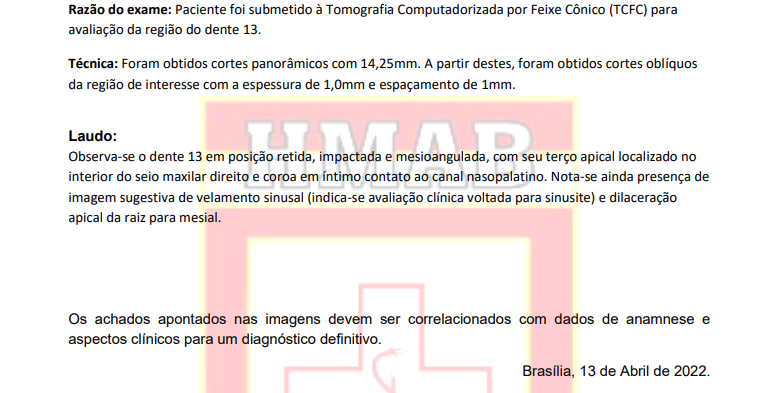 Razão do exame: Paciente foi submetido à Tomografia Computadorizada por Feixe Cônico (TCFC) para
avaliação da região do dente 13.
Técnica: Foram obtidos cortes panorâmicos com 14,25mm. A partir destes, foram obtidos cortes oblíquos
da região de interesse com a espessura de 1,0mm e espaçamento de 1mm.
HMAB
Laudo:
Observa-se o dente 13 em posição retida, impactada e mesioangulada, com seu terço apical localizado no
interior do seio maxilar direito e coroa em íntimo contato ao canal nasopalatino. Nota-se ainda presença de
imagem sugestiva de velamento sinusal (indica-se avaliação clínica voltada para sinusite) e dilaceração
apical da raiz para mesial.
Os achados apontados nas imagens devem ser correlacionados com dados de anamnese e
aspectos clínicos para um diagnóstico definitivo.
Brasília, 13 de Abril de 2022.